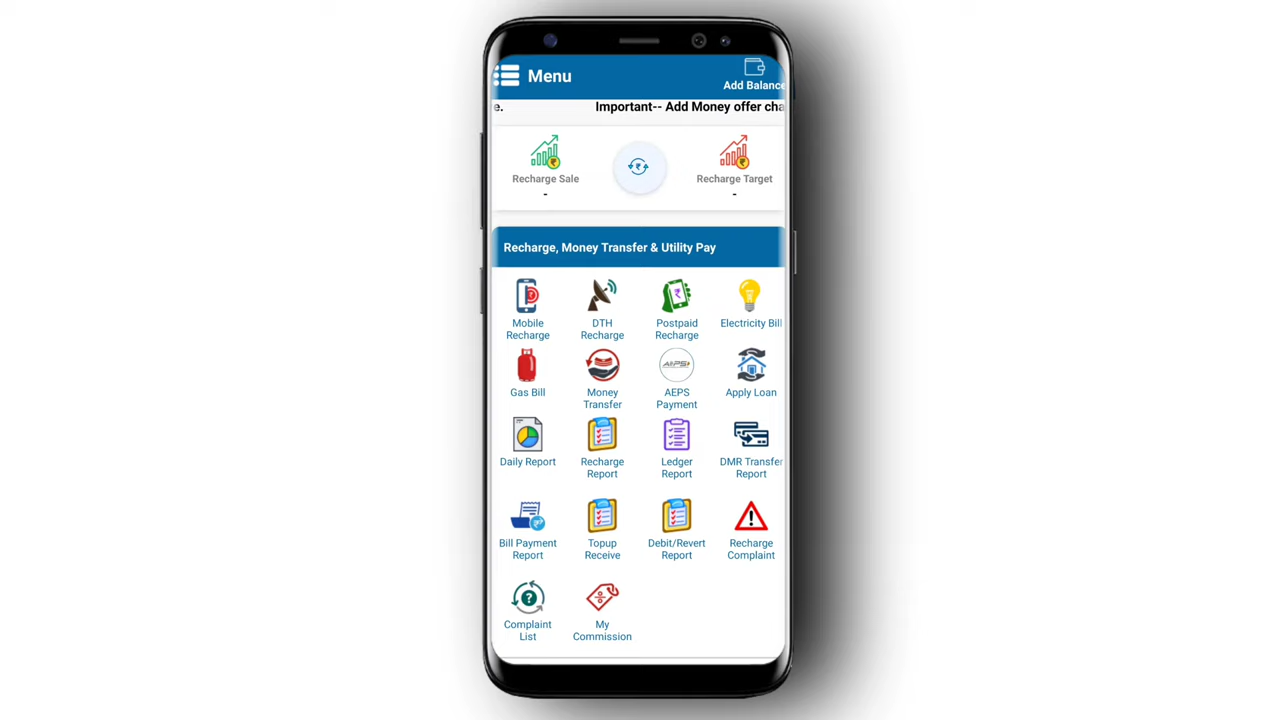 Menu
Add Balance
e. Important-- Add Money offer cha
Recharge Sale
-
Recharge Target
-
Recharge, Money Transfer & Utility Pay
Mobile
Recharge
DTH
Recharge
Postpaid
Recharge
Electricity Bill
Gas Bill
Money
Transfer
AEPS
AEPS
Payment
Apply Loan
Daily Report
Recharge
Report
Ledger
Report
DMR Transfer
Report
Bill Payment
Report
Topup
Receive
Debit/Revert
Report
Recharge
Complaint
Complaint
List
My
Commission